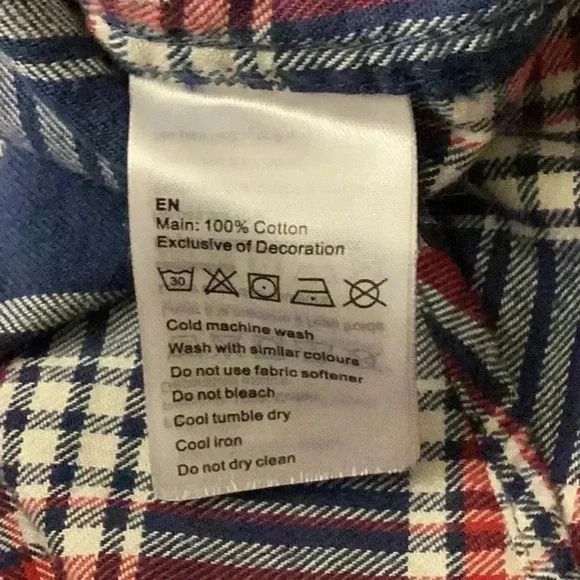 EN
Main: 100% Cotton
Exclusive of Decoration
30
Cold machine wash
Wash with similar colours
Do not use fabric softener
Do not bleach
Cool tumble dry
Cool iron
Do not dry clean